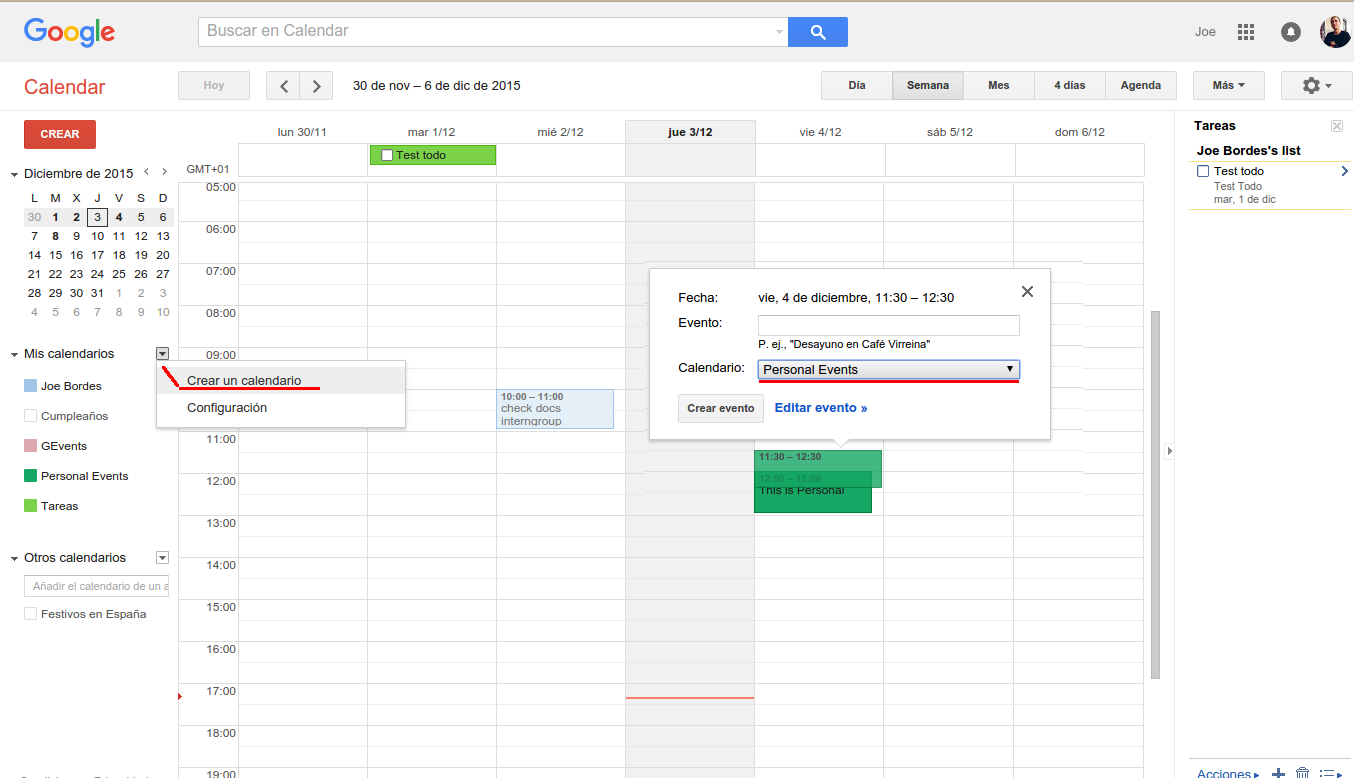 Google
Buscar en Calendar
Joe
Calendar
Hoy
30 de nov – 6 de dic de 2015
Día
Semana
Mes
4 días
Agenda
Más
CREAR
Diciembre de 2015
L M X J V S D
30 1 2 3 4 5 6
7 8 9 10 11 12 13
14 15 16 17 18 19 20
21 22 23 24 25 26 27
28 29 30 31 1 2 3
4 5 6 7 8 9 10
Mis calendarios
Joe Bordes
Cumpleaños
GEvents
Personal Events
Tareas
Crear un calendario
Configuración
Otros calendarios
Añadir el calendario de un a
Festivos en España
lun 30/11
mar 1/12
mié 2/12
jue 3/12
vie 4/12
sáb 5/12
dom 6/12
GMT+01
Test todo
05:00
06:00
07:00
08:00
09:00
11:00
12:00
13:00
14:00
15:00
16:00
17:00
18:00
19:00
10:00 – 11:00
check docs
interngroup
Fecha:
vie, 4 de diciembre, 11:30 – 12:30
Evento:
P. ej., "Desayuno en Café Virreina"
Calendario:
Personal Events
Crear evento
Editar evento »
11:30 – 12:30
12:00 – 13:00
This is Personal
Tareas
Joe Bordes's list
Test todo
Test Todo
mar, 1 de dic
Acciones